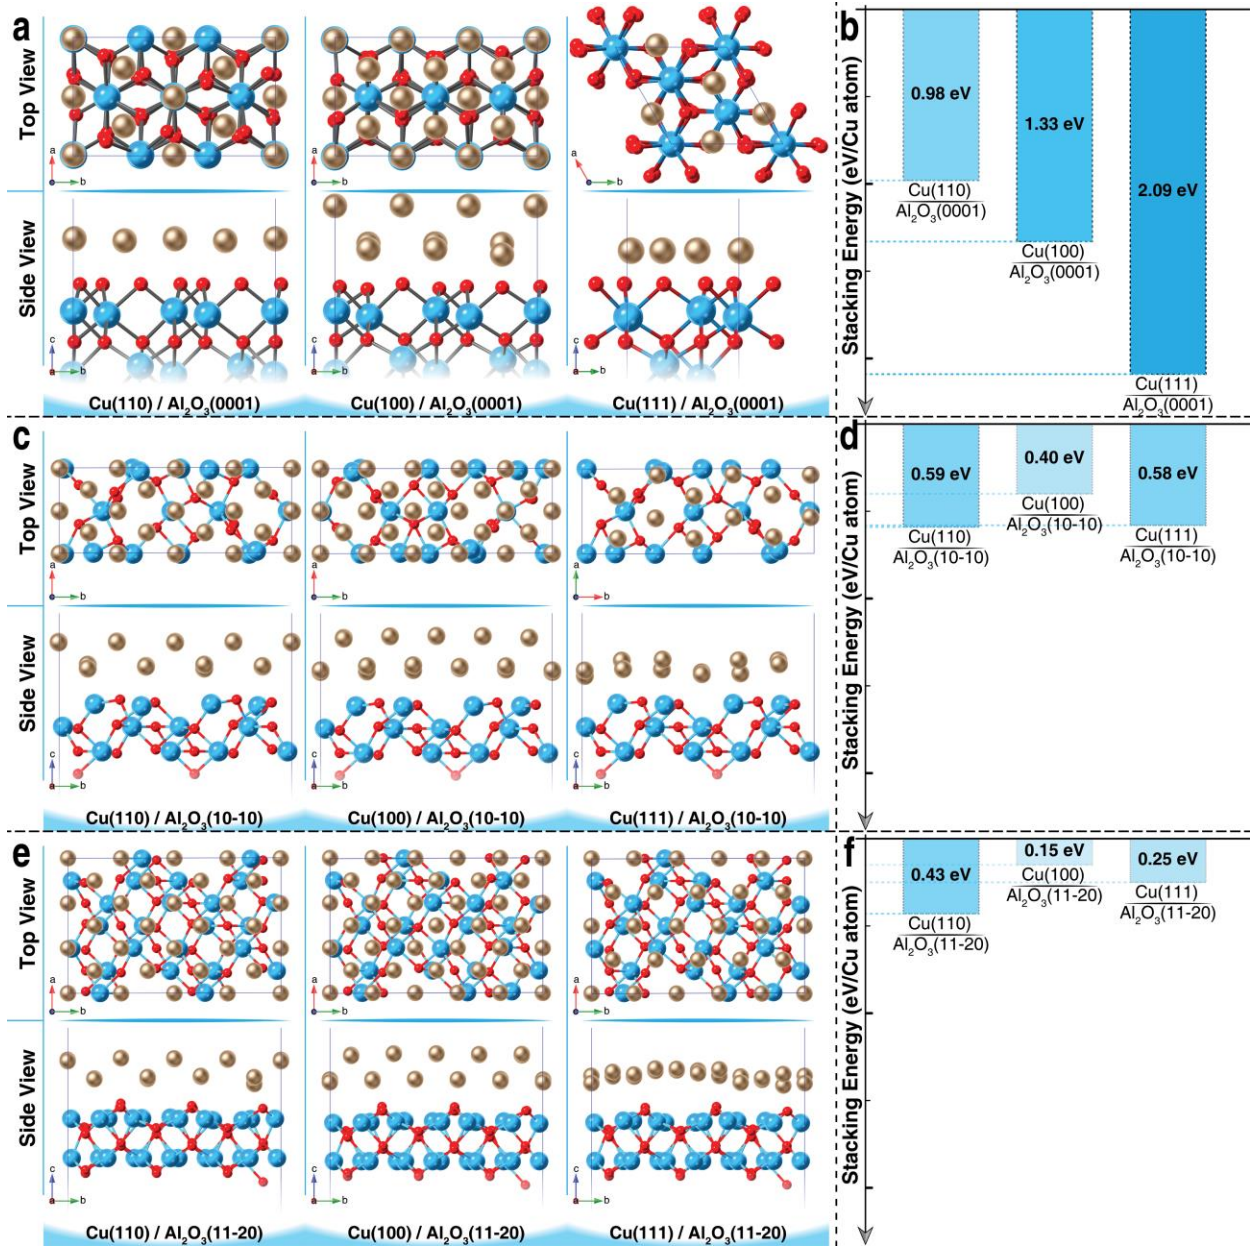 a
Top View
a
b
a
b
a
b
Side View
c
a
b
c
a
b
c
a
b
Cu(110) / Al₂O₃(0001)
Cu(100) / Al₂O₃(0001)
Cu(111) / Al₂O₃(0001)
b
Stacking Energy (eV/Cu atom)
0.98 eV
Cu(110)
Al₂O₃(0001)
1.33 eV
Cu(100)
Al₂O₃(0001)
2.09 eV
Cu(111)
Al₂O₃(0001)
c
Top View
a
b
a
b
a
b
Side View
c
a
b
c
a
b
c
a
b
Cu(110) / Al₂O₃(10-10)
Cu(100) / Al₂O₃(10-10)
Cu(111) / Al₂O₃(10-10)
d
Stacking Energy (eV/Cu atom)
0.59 eV
Cu(110)
Al₂O₃(10-10)
0.40 eV
Cu(100)
Al₂O₃(10-10)
0.58 eV
Cu(111)
Al₂O₃(10-10)
e
Top View
a
b
a
b
a
b
Side View
c
a
b
c
a
b
c
a
b
Cu(110) / Al₂O₃(11-20)
Cu(100) / Al₂O₃(11-20)
Cu(111) / Al₂O₃(11-20)
f
Stacking Energy (eV/Cu atom)
0.43 eV
Cu(110)
Al₂O₃(11-20)
0.15 eV
Cu(100)
Al₂O₃(11-20)
0.25 eV
Cu(111)
Al₂O₃(11-20)